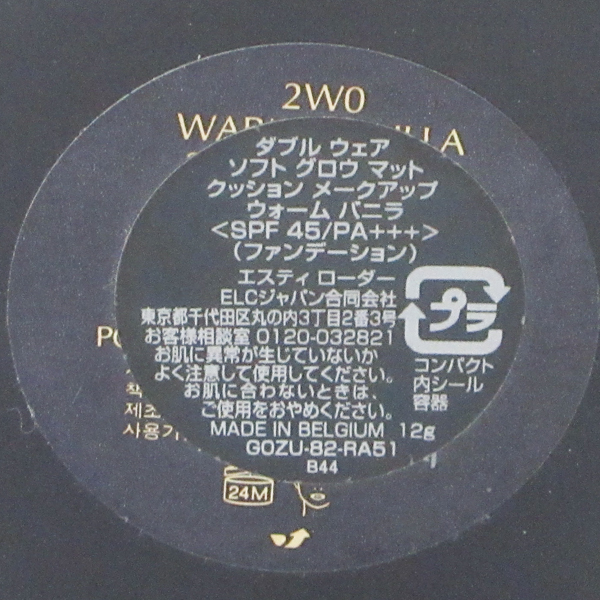 2W0
ダブル ウェア
ソフト グロウ マット
クッション メークアップ
ウォーム バニラ
<SPF 45/PA+++>
(ファンデーション)
エスティ ローダー
ELCジャパン合同会社
東京都千代田区丸の内3丁目2番3号
お客様相談室 0120-032821
お肌に異常が生じていないか
よく注意して使用してください。
お肌に合わないときは、
ご使用をおやめください。
MADE IN BELGIUM 12g
G0ZU-82-RA51
B44
プラ
コンパクト
内シール
容器
24M